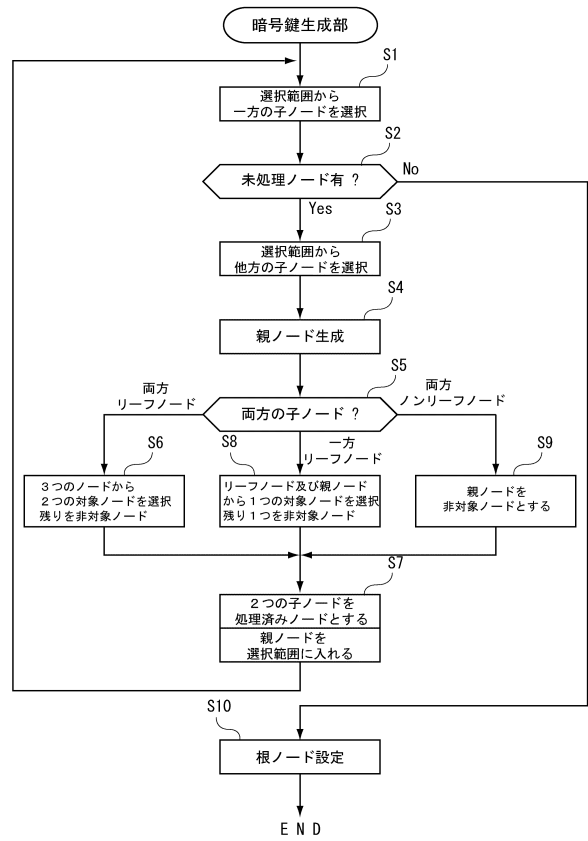 暗号鍵生成部
S1
選択範囲から
一方の子ノードを選択
S2
未処理ノード有 ?
No
Yes
S3
選択範囲から
他方の子ノードを選択
S4
親ノード生成
S5
両方の子ノード ?
両方
リーフノード
一方
リーフノード
両方
ノンリーフノード
S6
3つのノードから
2つの対象ノードを選択
残りを非対象ノード
S8
リーフノード及び親ノード
から1つの対象ノードを選択
残り1つを非対象ノード
S9
親ノードを
非対象ノードとする
S7
2つの子ノードを
処理済みノードとする
親ノードを
選択範囲に入れる
S10
根ノード設定
END